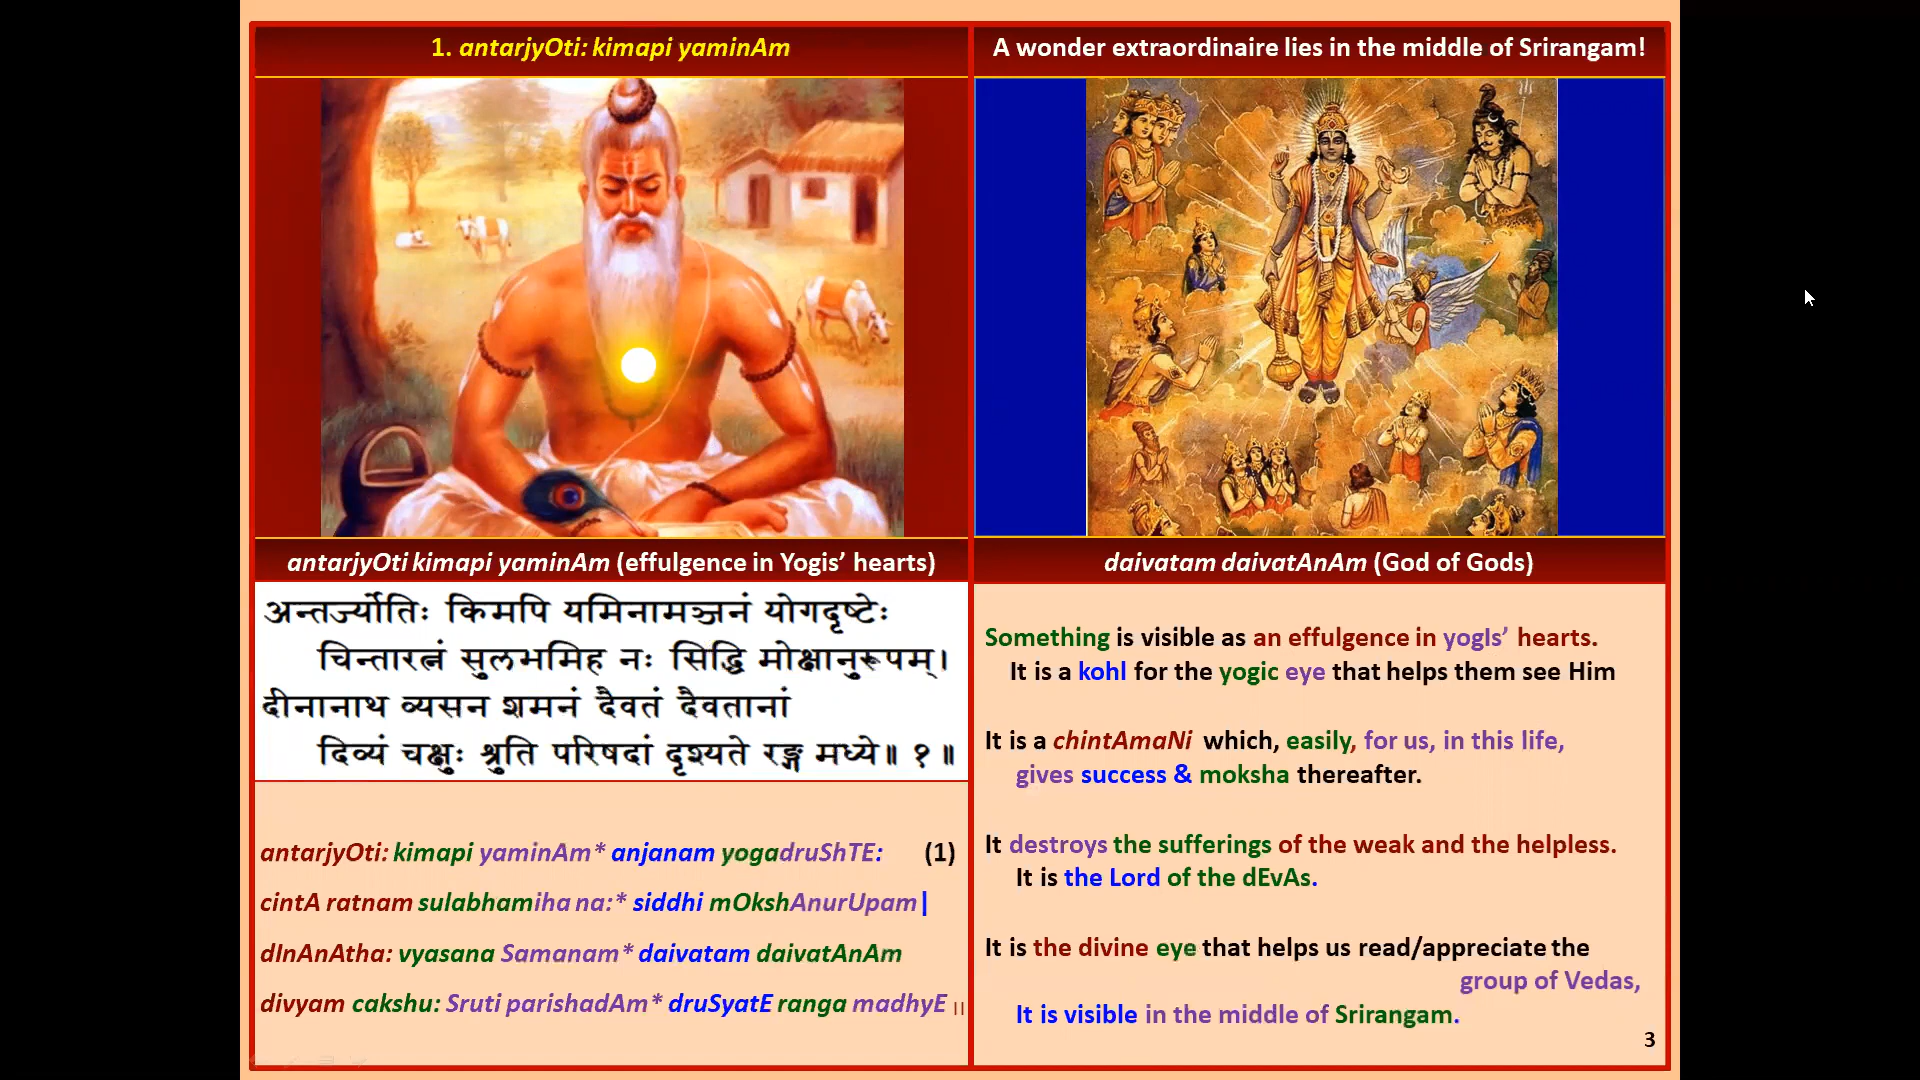 1. antarjyOti: kimapi yaminAm
antarjyOti kimapi yaminAm (effulgence in Yogis’ hearts)
अन्तर्ज्योतिः किमपि यमिनामञ्जनं योगदृष्टेः
चिन्तारत्नं सुलभमिह नः सिद्धि मोक्षानुरूपम्।
दीनानाथ व्यसन शमनं दैवतं दैवतानां
दिव्यं चक्षुः श्रुति परिषदां दृश्यते रङ्ग मध्ये॥ १॥
antarjyOti: kimapi yaminAm* anjanam yogadruShTE: (1)
cintA ratnam sulabhamiha na:* siddhi mOkshAnurUpam|
dInAnAtha: vyasana Samanam* daivatam daivatAnAm
divyam cakshu: Sruti parishadAm* druSyatE ranga madhyE ||
A wonder extraordinaire lies in the middle of Srirangam!
daivatam daivatAnAm (God of Gods)
Something is visible as an effulgence in yogIs’ hearts.
It is a kohl for the yogic eye that helps them see Him
It is a chintAmaNi which, easily, for us, in this life,
gives success & moksha thereafter.
It destroys the sufferings of the weak and the helpless.
It is the Lord of the dEvAs.
It is the divine eye that helps us read/appreciate the
group of Vedas,
It is visible in the middle of Srirangam.
3